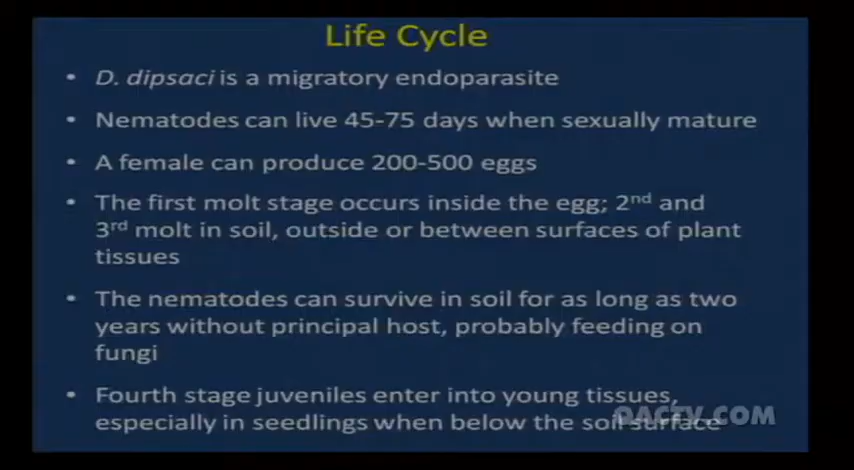 Life Cycle
• D. dipsaci is a migratory endoparasite
• Nematodes can live 45-75 days when sexually mature
• A female can produce 200-500 eggs
• The first molt stage occurs inside the egg; 2nd and
3rd molt in soil, outside or between surfaces of plant
tissues
• The nematodes can survive in soil for as long as two
years without principal host, probably feeding on
fungi
• Fourth stage juveniles enter into young tissues,
especially in seedlings when below the soil surface
QACTV.COM